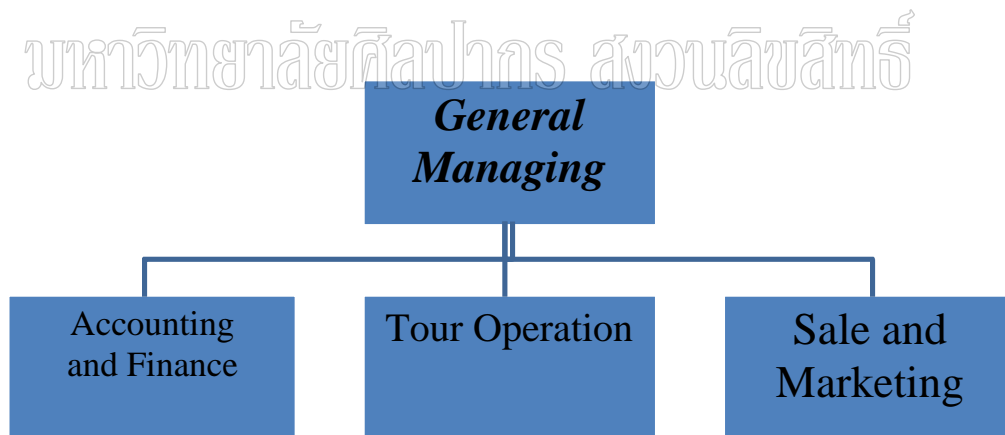 มหาวิทยาลัยศิลปากร สงวนลิขสิทธิ์
General
Managing
Accounting
and Finance
Tour Operation
Sale and
Marketing